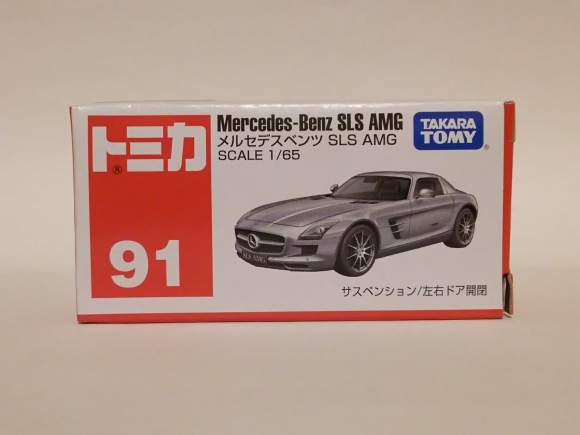 トミカ
®
91
Mercedes-Benz SLS AMG
メルセデスベンツ SLS AMG
SCALE 1/65
TAKARA
TOMY
®
SLS AMG
サスペンション/左右ドア開閉